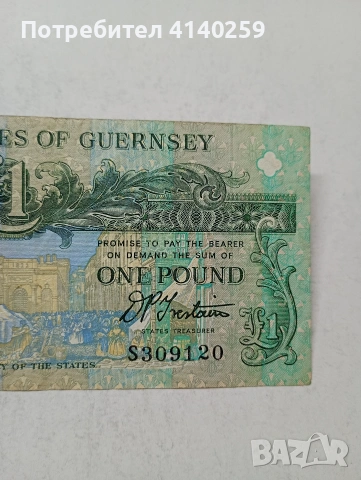 Потребител 4140259
ES OF GUERNSEY
1
PROMISE TO PAY THE BEARER
ON DEMAND THE SUM OF
ONE POUND
STATES TREASURER
S309120
£1
TY OF THE STATES
BAZAR